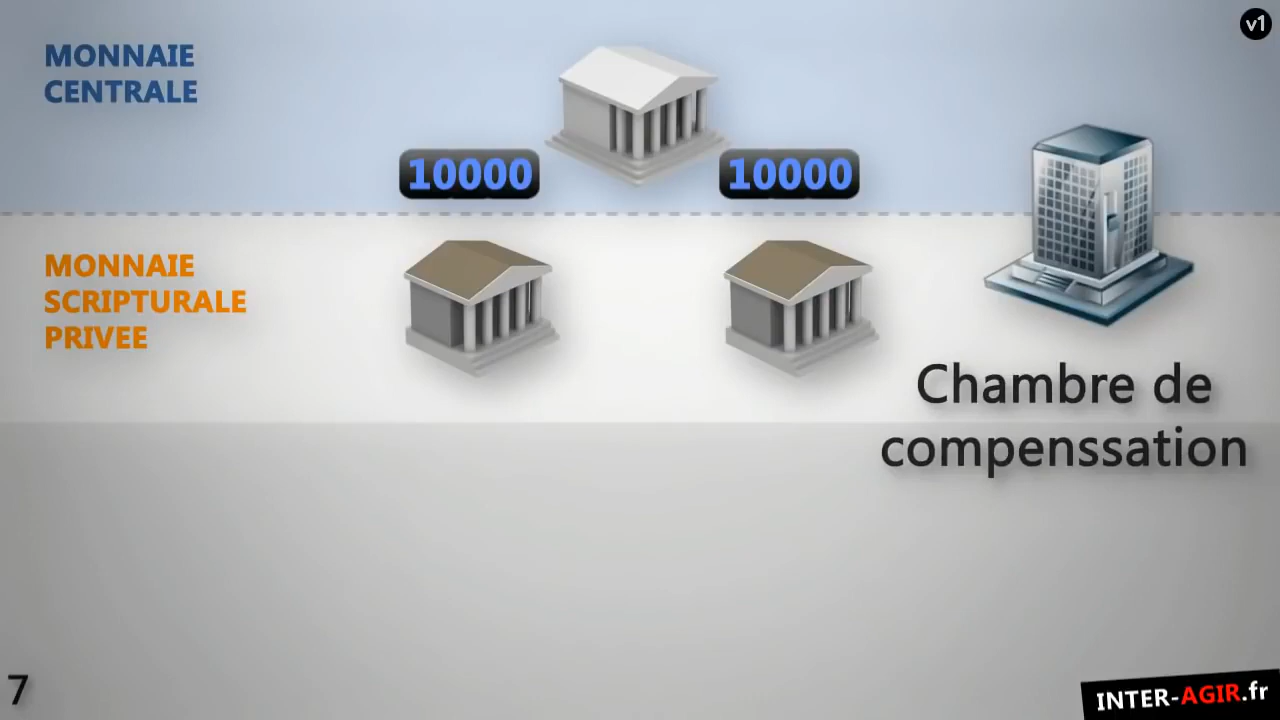 v1
MONNAIE
CENTRALE
10000
10000
MONNAIE
SCRIPTURALE
PRIVEE
Chambre de
compenssation
7
INTER-AGIR.fr